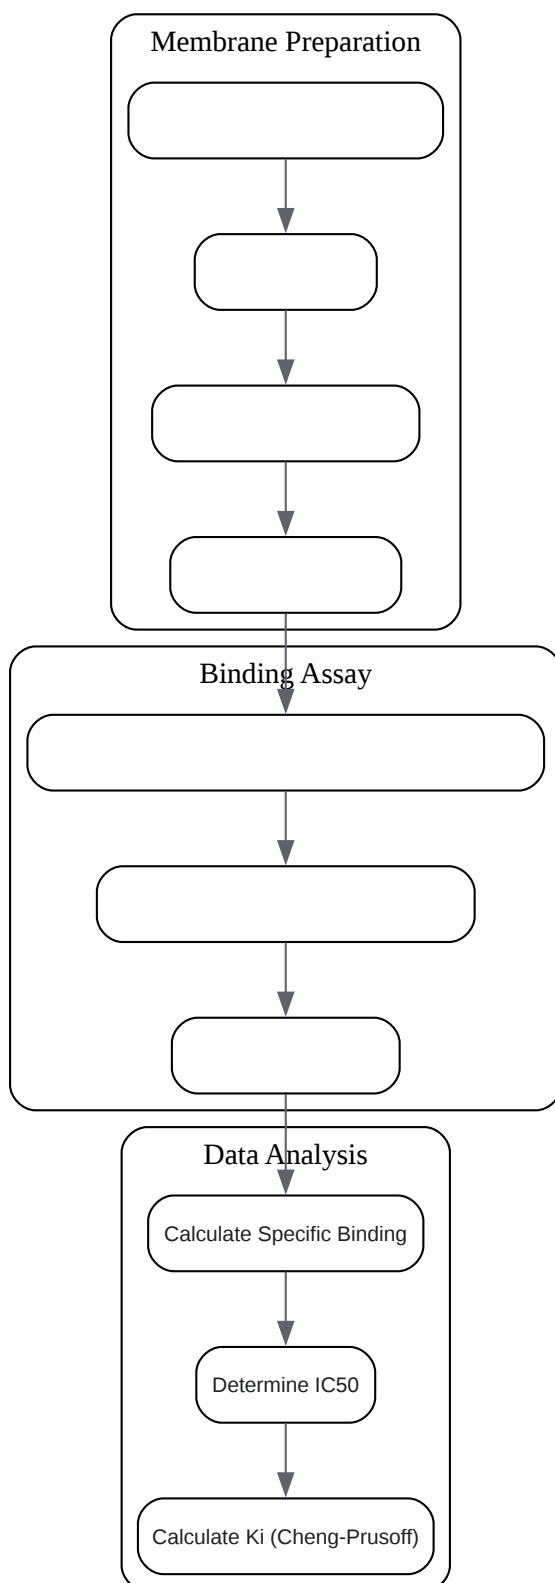 Membrane Preparation
Binding Assay
Data Analysis
Calculate Specific Binding
Determine IC50
Calculate Ki (Cheng-Prusoff)